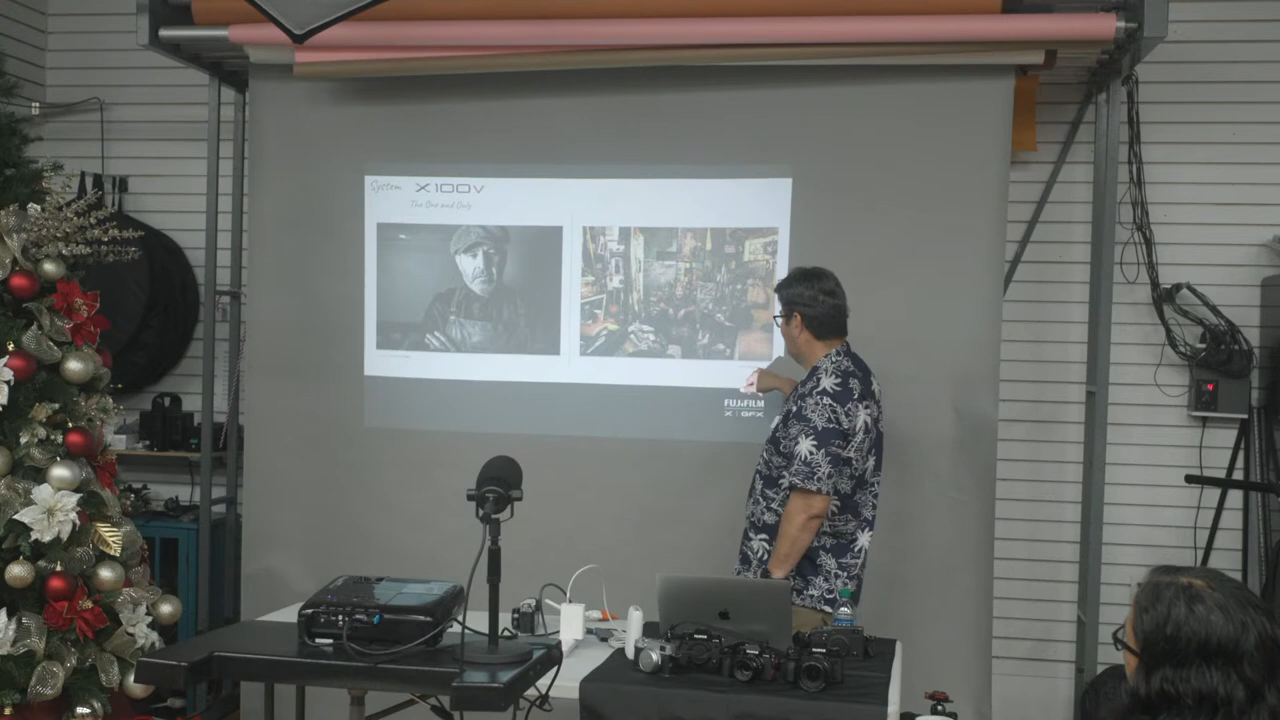 System X100V
The One and Only
FUJIFILM
X | GFX